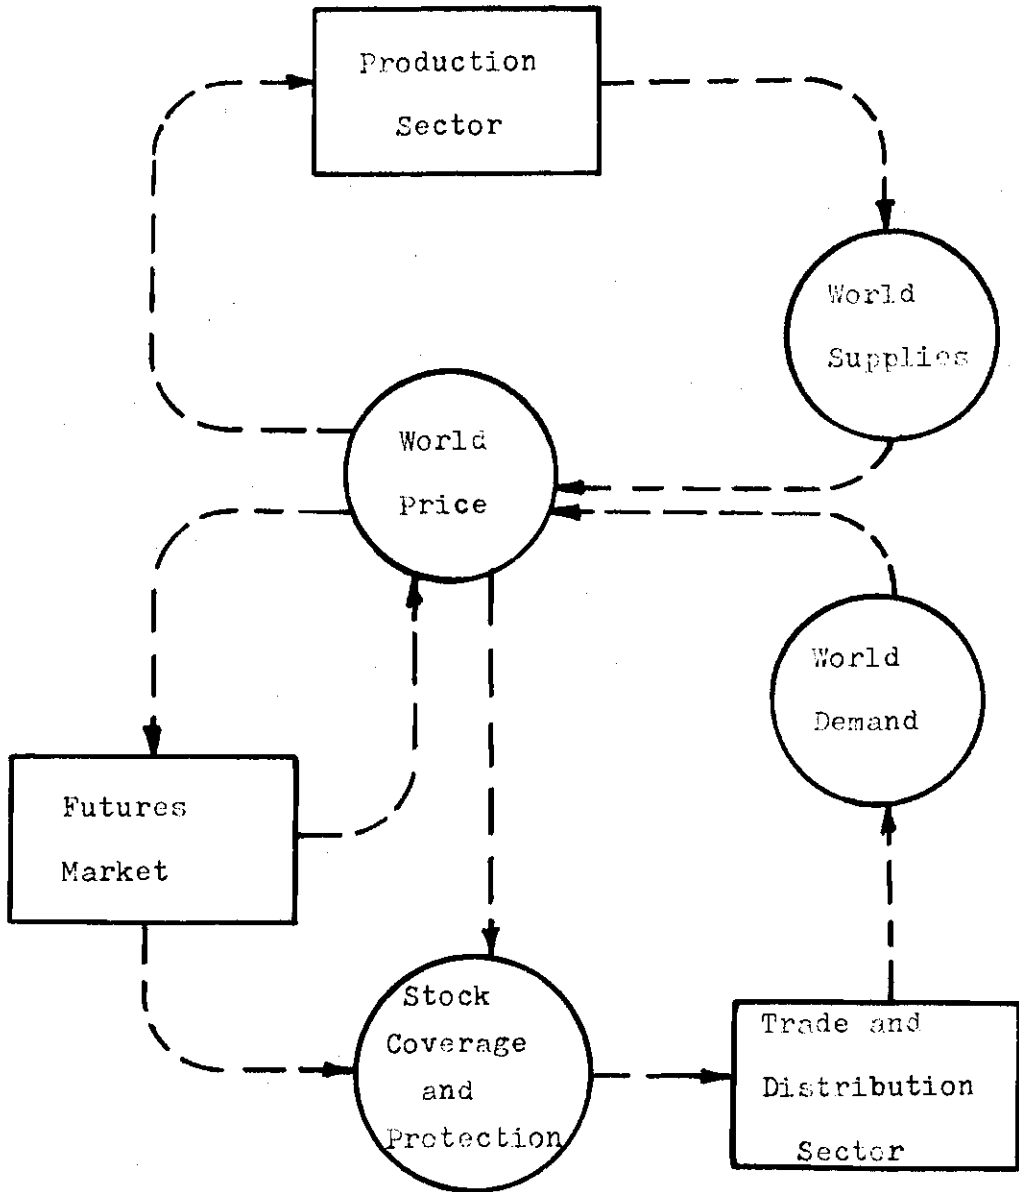 Production
Sector
World
Supplies
World
Price
World
Demand
Futures
Market
Stock
Coverage
and
Protection
Trade and
Distribution
Sector